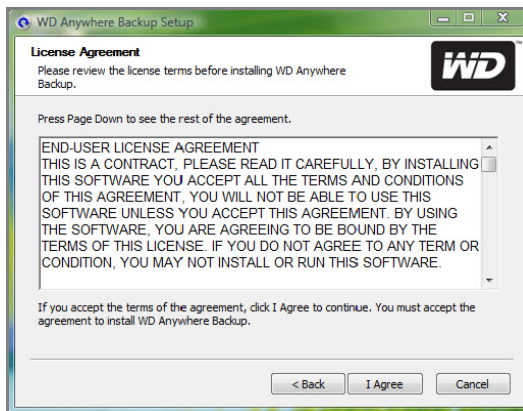 WD Anywhere Backup Setup
License Agreement
Please review the license terms before installing WD Anywhere
Backup.
WD
™
Press Page Down to see the rest of the agreement.
END-USER LICENSE AGREEMENT
THIS IS A CONTRACT, PLEASE READ IT CAREFULLY, BY INSTALLING
THIS SOFTWARE YOU ACCEPT ALL THE TERMS AND CONDITIONS
OF THIS AGREEMENT, YOU WILL NOT BE ABLE TO USE THIS
SOFTWARE UNLESS YOU ACCEPT THIS AGREEMENT. BY USING
THE SOFTWARE, YOU ARE AGREEING TO BE BOUND BY THE
TERMS OF THIS LICENSE. IF YOU DO NOT AGREE TO ANY TERM OR
CONDITION, YOU MAY NOT INSTALL OR RUN THIS SOFTWARE.
If you accept the terms of the agreement, click I Agree to continue. You must accept the
agreement to install WD Anywhere Backup.
< Back I Agree Cancel